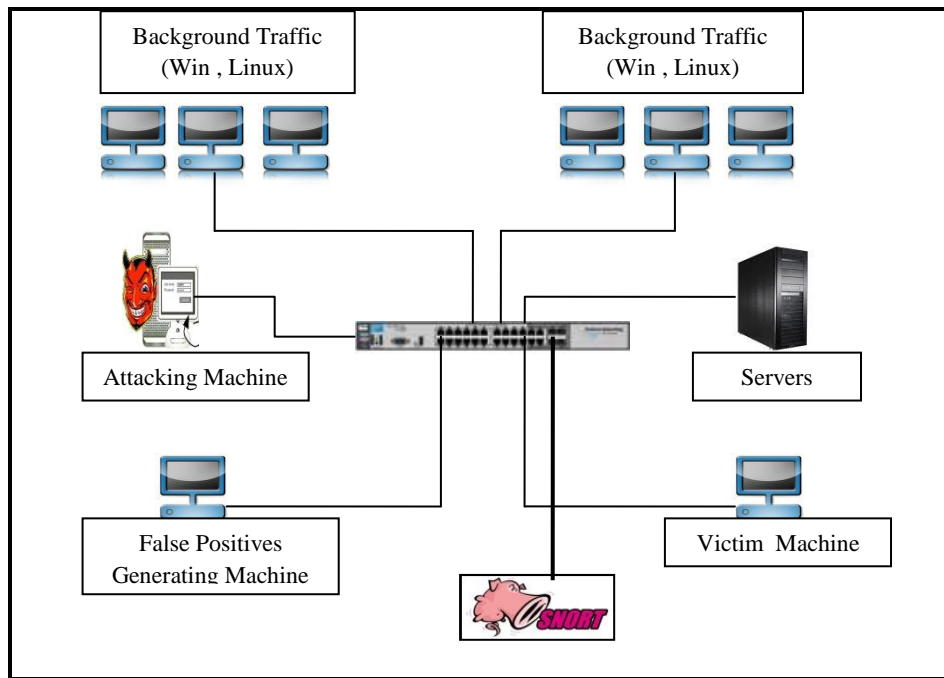 Background Traffic
(Win , Linux)
Background Traffic
(Win , Linux)
Attacking Machine
Servers
False Positives
Generating Machine
Victim Machine
SNORT